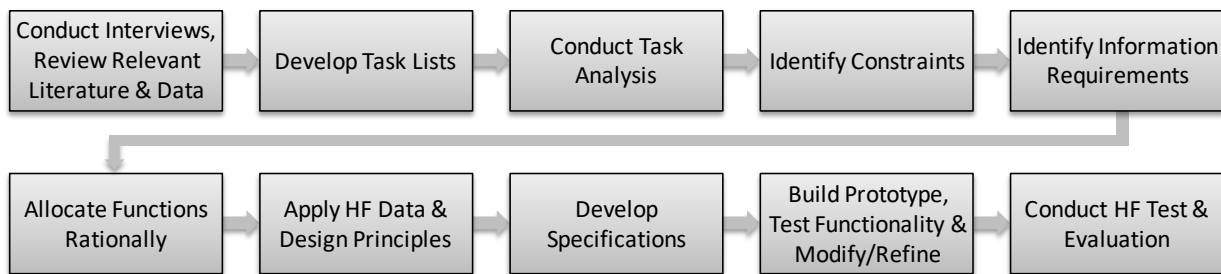 Conduct Interviews,
Review Relevant
Literature & Data
Develop Task Lists
Conduct Task
Analysis
Identify Constraints
Identify Information
Requirements
Allocate Functions
Rationally
Apply HF Data &
Design Principles
Develop
Specifications
Build Prototype,
Test Functionality &
Modify/Refine
Conduct HF Test &
Evaluation